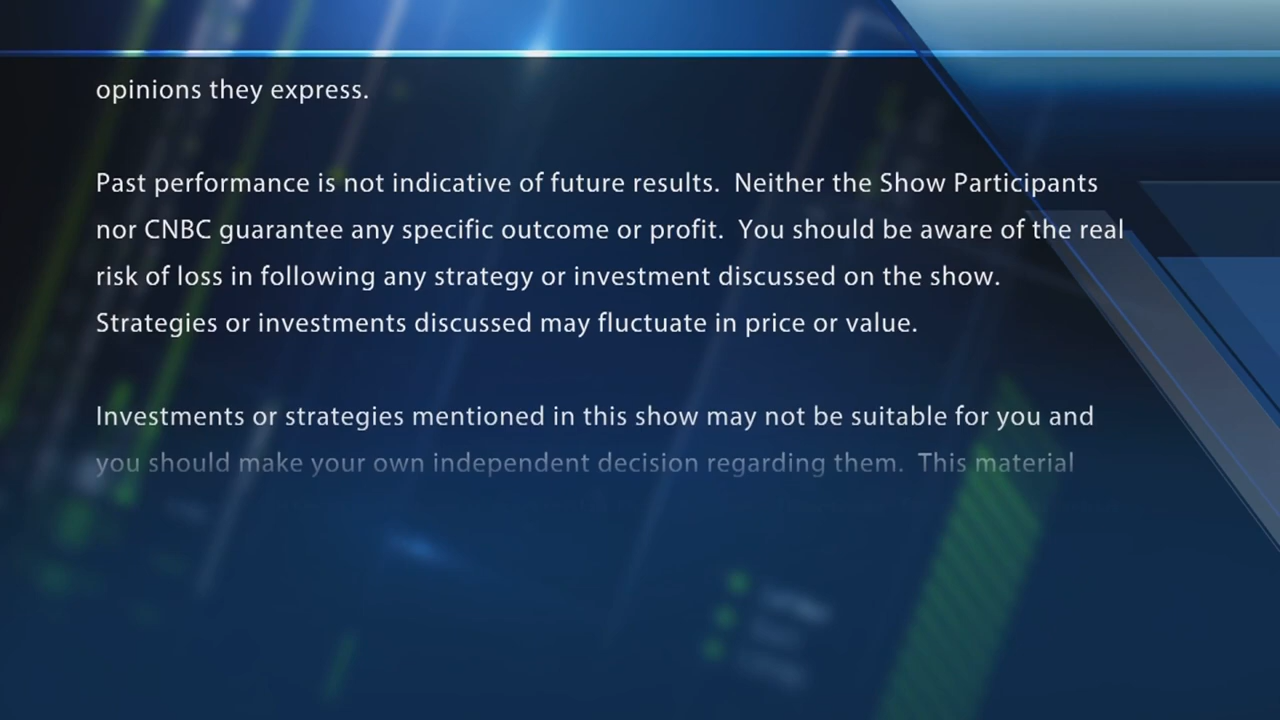 opinions they express.
Past performance is not indicative of future results.  Neither the Show Participants
nor CNBC guarantee any specific outcome or profit.  You should be aware of the real
risk of loss in following any strategy or investment discussed on the show.
Strategies or investments discussed may fluctuate in price or value.
Investments or strategies mentioned in this show may not be suitable for you and
you should make your own independent decision regarding them.  This material